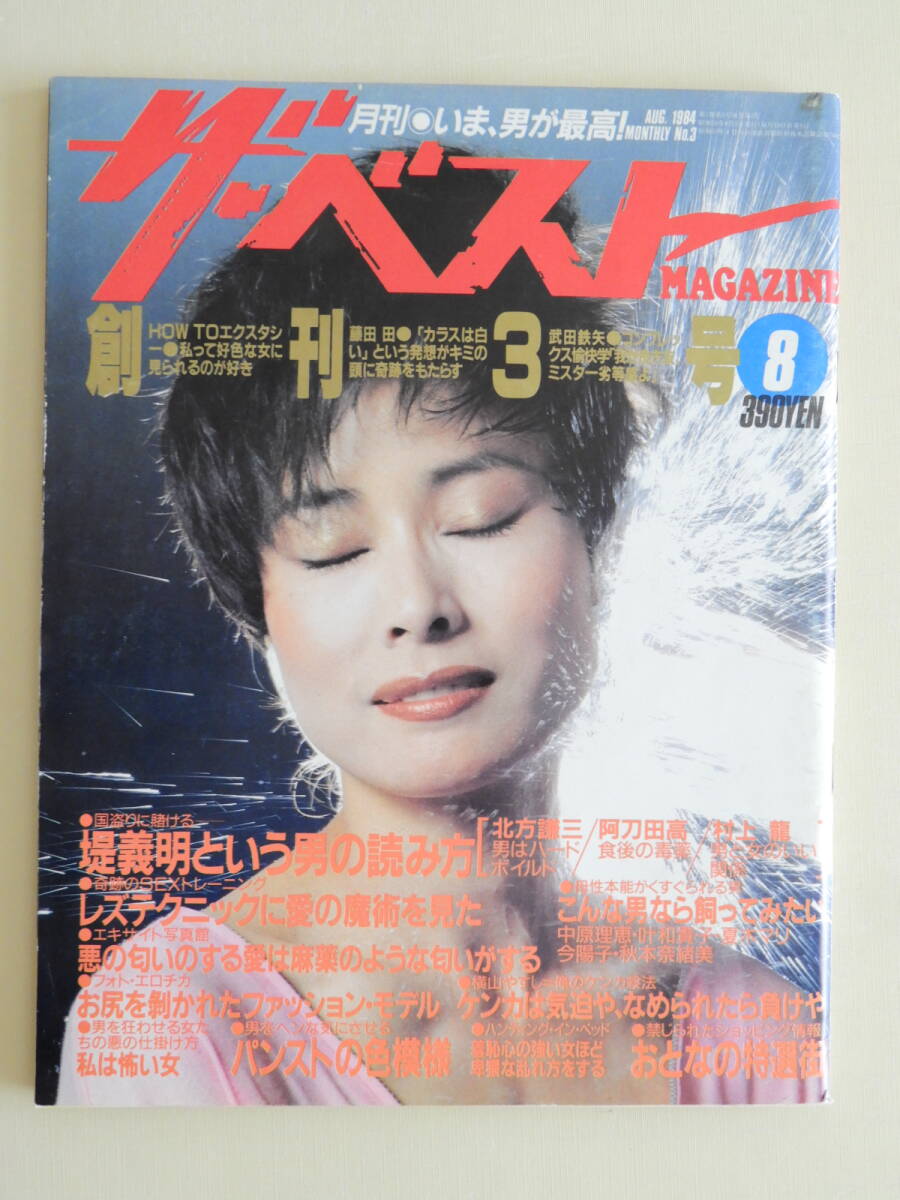 月刊●いま、男が最高!
AUG. 1984
MONTHLY No.3
ザ・ベスト
MAGAZINE
創刊3号
8
390YEN
HOW TOエクスタシ
ー●私って好色な女に
見られるのが好き
藤田 田●「カラスは白
い」という発想がキミの
頭に奇跡をもたらす
武田鉄矢●コンプレッ
クス愉快学
ミスター劣等感よ
●国盗りに賭ける
堤義明という男の読み方
北方謙三
男はハード
ボイルド
阿刀田高
食後の毒薬
村上 龍
関係
●奇跡のSEXトレーニング
レズテクニックに愛の魔術を見た
●母性本能がくすぐられる男
こんな男なら飼ってみたい
中原理恵・叶和貴子・夏木マリ
今陽子・秋本奈緒美
●エキサイト写真館
悪の匂いのする愛は麻薬のような匂いがする
●フォト・エロチカ
お尻を剝かれたファッション・モデル
●横山やすし=俺のケンカ殺法
ケンカは気迫や、なめられたら負けや
●男を狂わせる女た
ちの悪の仕掛け方
私は怖い女
●男をヘンな気にさせる
パンストの色模様
●ハンティング・イン・ベッド
羞恥心の強い女ほど
卑猥な乱れ方をする
●禁じられたショッピング情報
おとなの特選街